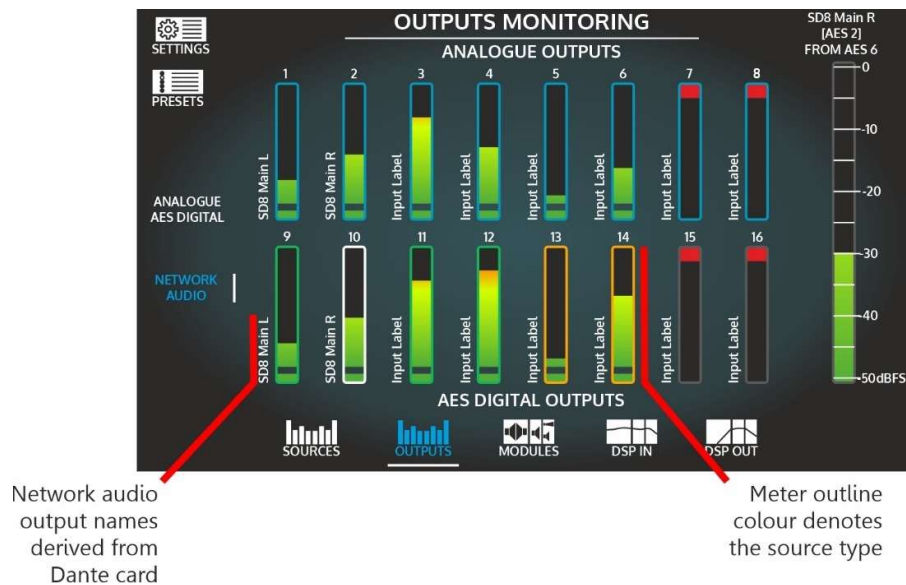 OUTPUTS MONITORING
ANALOGUE OUTPUTS
SETTINGS
PRESETS
SD8 Main R
[AES 2]
FROM AES 6
1 2 3 4 5 6 7 8
SD8 Main L
SD8 Main R
Input Label
Input Label
Input Label
Input Label
Input Label
Input Label
ANALOGUE
AES DIGITAL
NETWORK
AUDIO
9 10 11 12 13 14 15 16
SD8 Main L
SD8 Main R
Input Label
Input Label
Input Label
Input Label
Input Label
Input Label
0
-10
-20
-30
-40
-50dBFS
AES DIGITAL OUTPUTS
SOURCES
OUTPUTS
MODULES
DSP IN
DSP OUT
Network audio
output names
derived from
Dante card
Meter outline
colour denotes
the source type